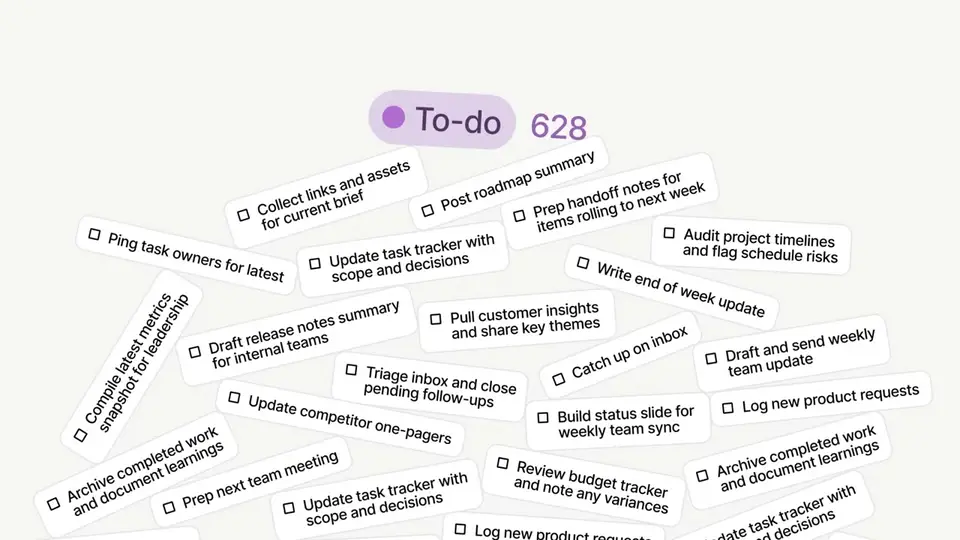 To-do 628
Collect links and assets
for current brief
Post roadmap summary
Prep handoff notes for
items rolling to next week
Ping task owners for latest
Update task tracker with
scope and decisions
Audit project timelines
and flag schedule risks
Write end of week update
Compile latest metrics
snapshot for leadership
Draft release notes summary
for internal teams
Pull customer insights
and share key themes
Catch up on inbox
Draft and send weekly
team update
Triage inbox and close
pending follow-ups
Update competitor one-pagers
Build status slide for
weekly team sync
Log new product requests
Archive completed work
and document learnings
Prep next team meeting
Update task tracker with
scope and decisions
Review budget tracker
and note any variances
Archive completed work
and document learnings
Log new product requests
task tracker with
decisions